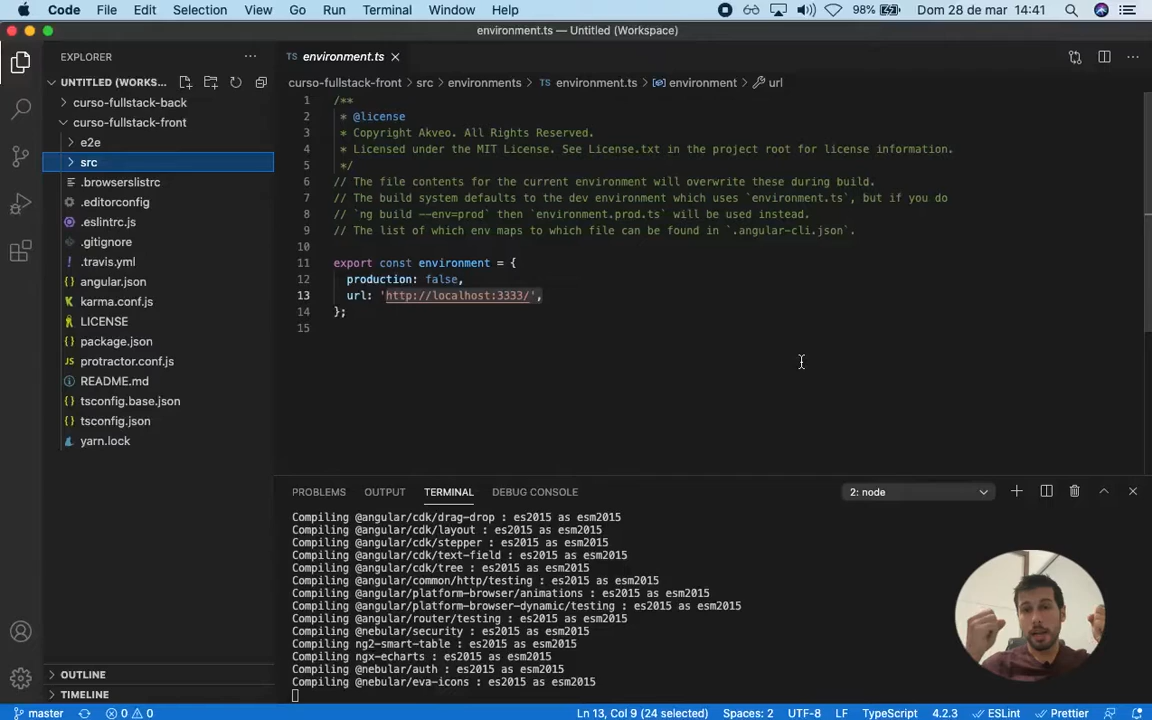 Code File Edit Selection View Go Run Terminal Window Help 98% Dom 28 de mar 14:41
environment.ts — Untitled (Workspace)
EXPLORER
TS environment.ts
UNTITLED (WORKS...
curso-fullstack-front > src > environments > TS environment.ts > environment > url
curso-fullstack-back
curso-fullstack-front
e2e
src
.browserslistrc
.editorconfig
.eslintrc.js
.gitignore
.travis.yml
angular.json
karma.conf.js
LICENSE
package.json
protractor.conf.js
README.md
tsconfig.base.json
tsconfig.json
yarn.lock
OUTLINE
TIMELINE
1 /**
2 * @license
3 * Copyright Akveo. All Rights Reserved.
4 * Licensed under the MIT License. See License.txt in the project root for license information.
5 */
6 // The file contents for the current environment will overwrite these during build.
7 // The build system defaults to the dev environment which uses `environment.ts`, but if you do
8 // `ng build --env=prod` then `environment.prod.ts` will be used instead.
9 // The list of which env maps to which file can be found in `.angular-cli.json`.
10
11 export const environment = {
12 production: false,
13 url: 'http://localhost:3333/',
14 };
15
PROBLEMS OUTPUT TERMINAL DEBUG CONSOLE 2: node
Compiling @angular/cdk/drag-drop : es2015 as esm2015
Compiling @angular/cdk/layout : es2015 as esm2015
Compiling @angular/cdk/stepper : es2015 as esm2015
Compiling @angular/cdk/text-field : es2015 as esm2015
Compiling @angular/cdk/tree : es2015 as esm2015
Compiling @angular/common/http/testing : es2015 as esm2015
Compiling @angular/platform-browser/animations : es2015 as esm2015
Compiling @angular/platform-browser-dynamic/testing : es2015 as esm2015
Compiling @angular/router/testing : es2015 as esm2015
Compiling @nebular/security : es2015 as esm2015
Compiling ng2-smart-table : es2015 as esm2015
Compiling ngx-echarts : es2015 as esm2015
Compiling @nebular/auth : es2015 as esm2015
Compiling @nebular/eva-icons : es2015 as esm2015
master 0 0 Ln 13, Col 9 (24 selected) Spaces: 2 UTF-8 LF TypeScript 4.2.3 ESLint Prettier